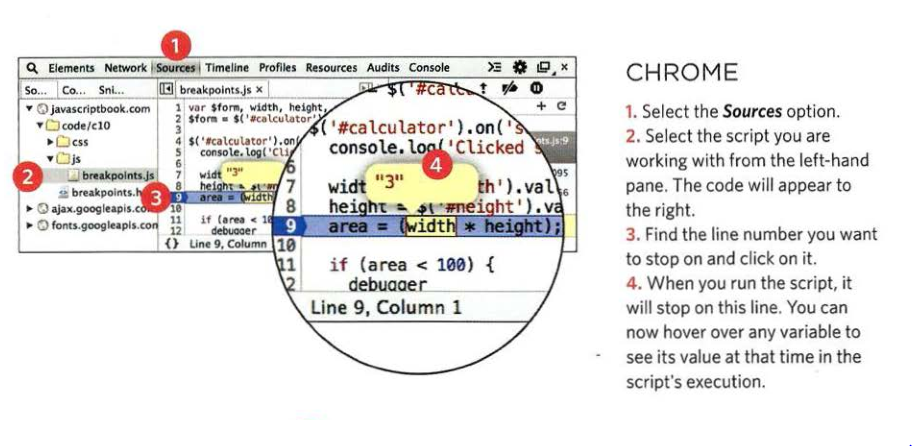 1
Elements Network Sources Timeline Profiles Resources Audits Console
So... Co... Sni...
breakpoints.js ×
javascriptbook.com
code/c10
css
js
breakpoints.js
breakpoints.h
ajax.googleapis.co
fonts.googleapis.con
2
3
1 var $form, width, height,
2 $form = $('#calculator'
3
4 $('#calculator').on(
5 console.log('Cli
7 widt
"3"
8 height =
9 area = (width
10
11 if (area < 10
12 debugger
{} Line 9, Column
$('#calcu
$('#calculator').on('s
console.log('Clicked
6
4
7 widt "3" th').val
8 height = $('#height').va
9 area = (width * height);
10
11 if (area < 100) {
2 debugger
Line 9, Column 1
ts.js:9
95
56
CHROME
1. Select the Sources option.
2. Select the script you are
working with from the left-hand
pane. The code will appear to
the right.
3. Find the line number you want
to stop on and click on it.
4. When you run the script, it
will stop on this line. You can
now hover over any variable to
see its value at that time in the
script's execution.